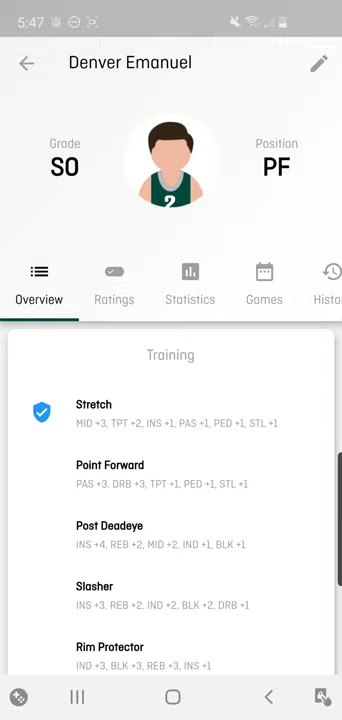 5:47
Denver Emanuel
Grade
SO
Position
PF
2
Overview
Ratings
Statistics
Games
Histo
Training
Stretch
MID +3, TPT +2, INS +1, PAS +1, PED +1, STL +1
Point Forward
PAS +3, DRB +3, TPT +1, PED +1, STL +1
Post Deadeye
INS +4, REB +2, MID +2, IND +1, BLK +1
Slasher
INS +3, REB +2, IND +2, BLK +2, DRB +1
Rim Protector
IND +3, BLK +3, REB +3, INS +1